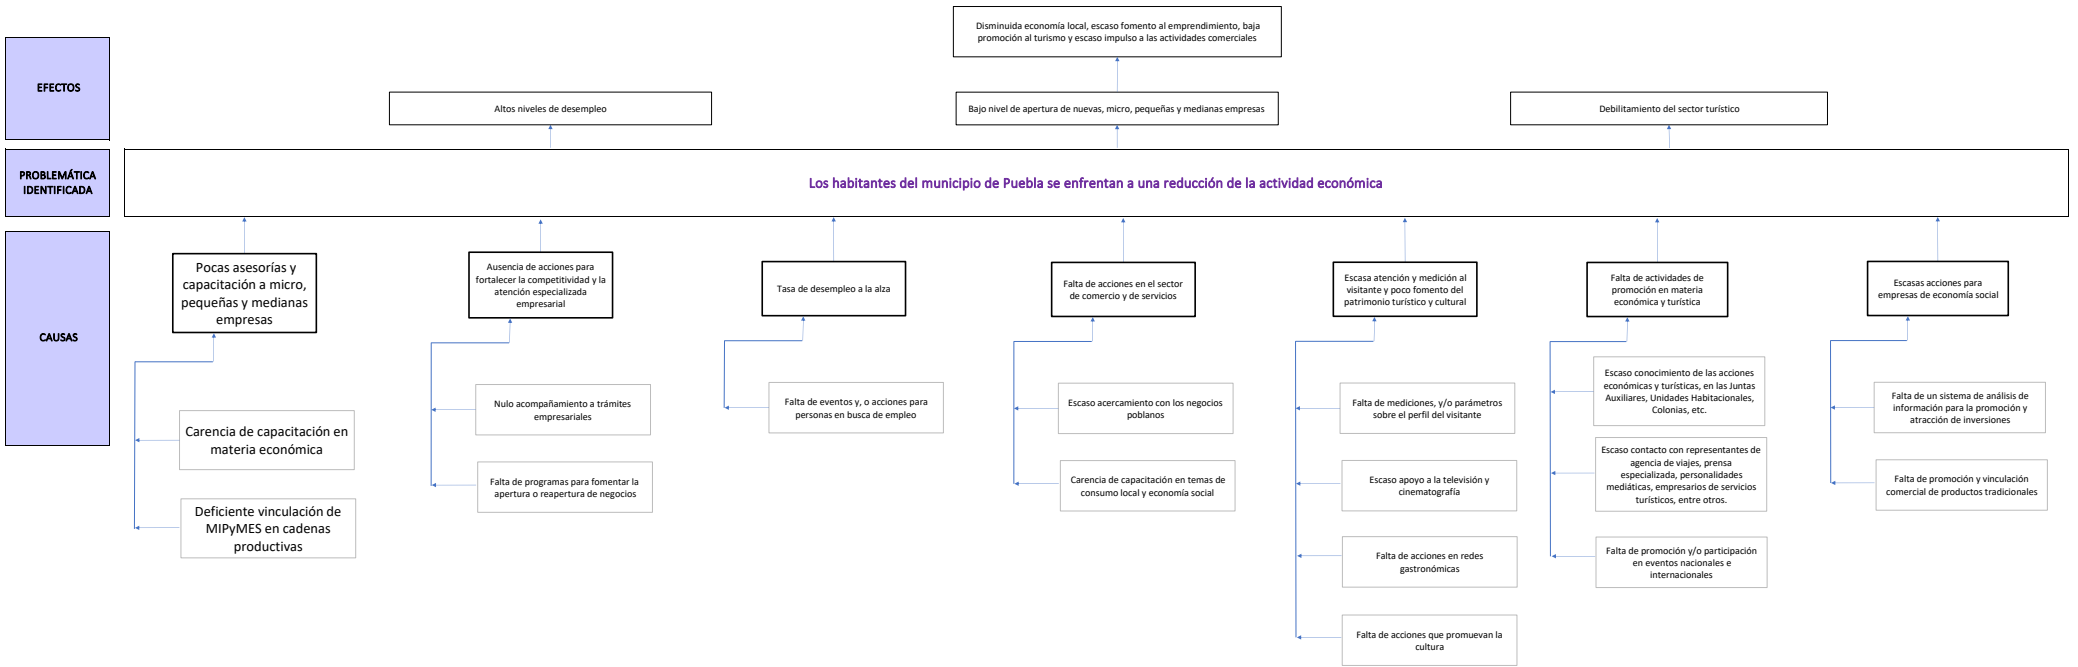 Disminuida economía local, escaso fomento al emprendimiento, baja
promoción al turismo y escaso impulso a las actividades comerciales
EFECTOS
Altos niveles de desempleo
Bajo nivel de apertura de nuevas, micro, pequeñas y medianas empresas
Debilitamiento del sector turístico
PROBLEMÁTICA
IDENTIFICADA
Los habitantes del municipio de Puebla se enfrentan a una reducción de la actividad económica
CAUSAS
Pocas asesorías y
capacitación a micro,
pequeñas y medianas
empresas
Ausencia de acciones para
fortalecer la competitividad y la
atención especializada
empresarial
Tasa de desempleo a la alza
Falta de acciones en el sector
de comercio y de servicios
Escasa atención y medición al
visitante y poco fomento del
patrimonio turístico y cultural
Falta de actividades de
promoción en materia
económica y turística
Escasas acciones para
empresas de economía social
Carencia de capacitación en
materia económica
Deficiente vinculación de
MIPyMES en cadenas
productivas
Nulo acompañamiento a trámites
empresariales
Falta de programas para fomentar la
apertura o reapertura de negocios
Falta de eventos y, o acciones para
personas en busca de empleo
Escaso acercamiento con los negocios
poblanos
Carencia de capacitación en temas de
consumo local y economía social
Falta de mediciones, y/o parámetros
sobre el perfil del visitante
Escaso apoyo a la televisión y
cinematografía
Falta de acciones en redes
gastronómicas
Falta de acciones que promuevan la
cultura
Escaso conocimiento de las acciones
económicas y turísticas, en las Juntas
Auxiliares, Unidades Habitacionales,
Colonias, etc.
Escaso contacto con representantes de
agencia de viajes, prensa
especializada, personalidades
mediáticas, empresarios de servicios
turísticos, entre otros.
Falta de promoción y/o participación
en eventos nacionales e
internacionales
Falta de un sistema de análisis de
información para la promoción y
atracción de inversiones
Falta de promoción y vinculación
comercial de productos tradicionales